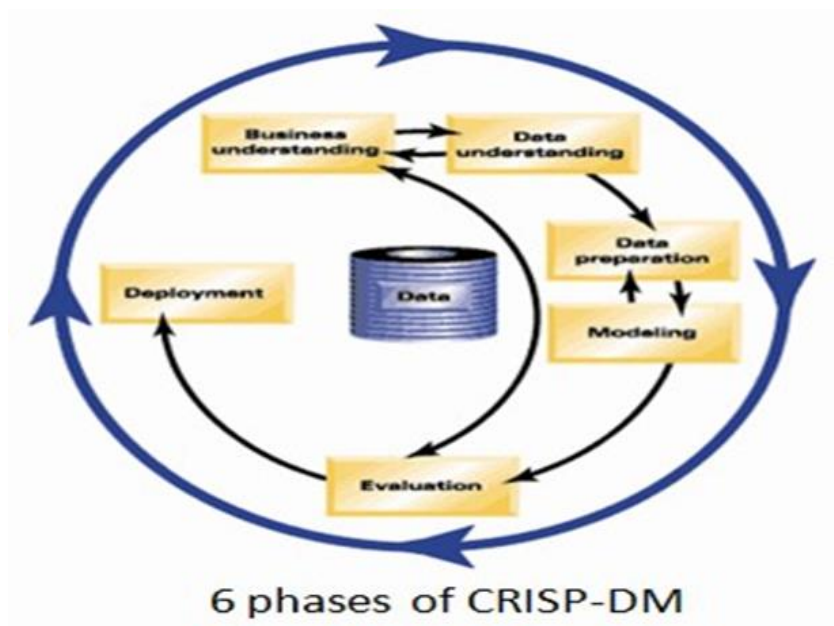 Business
understanding
Data
understanding
Data
preparation
Deployment
Data
Modeling
Evaluation
6 phases of CRISP-DM